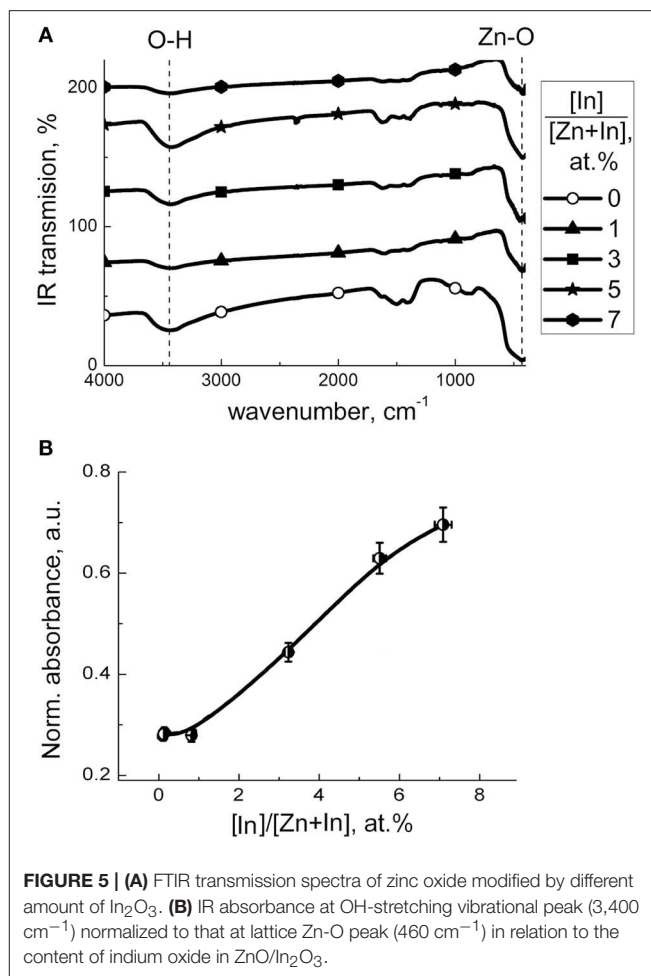 A
O-H
Zn-O
200
100
0
IR transmision, %
4000 3000 2000 1000
wavenumber, cm⁻¹
[In]
[Zn+In],
at.%
0
1
3
5
7
B
0.8
0.6
0.4
0.2
Norm. absorbance, a.u.
0 2 4 6 8
[In]/[Zn+In], at.%
FIGURE 5 | (A) FTIR transmission spectra of zinc oxide modified by different
amount of In₂O₃. (B) IR absorbance at OH-stretching vibrational peak (3,400
cm⁻¹) normalized to that at lattice Zn-O peak (460 cm⁻¹) in relation to the
content of indium oxide in ZnO/In₂O₃.